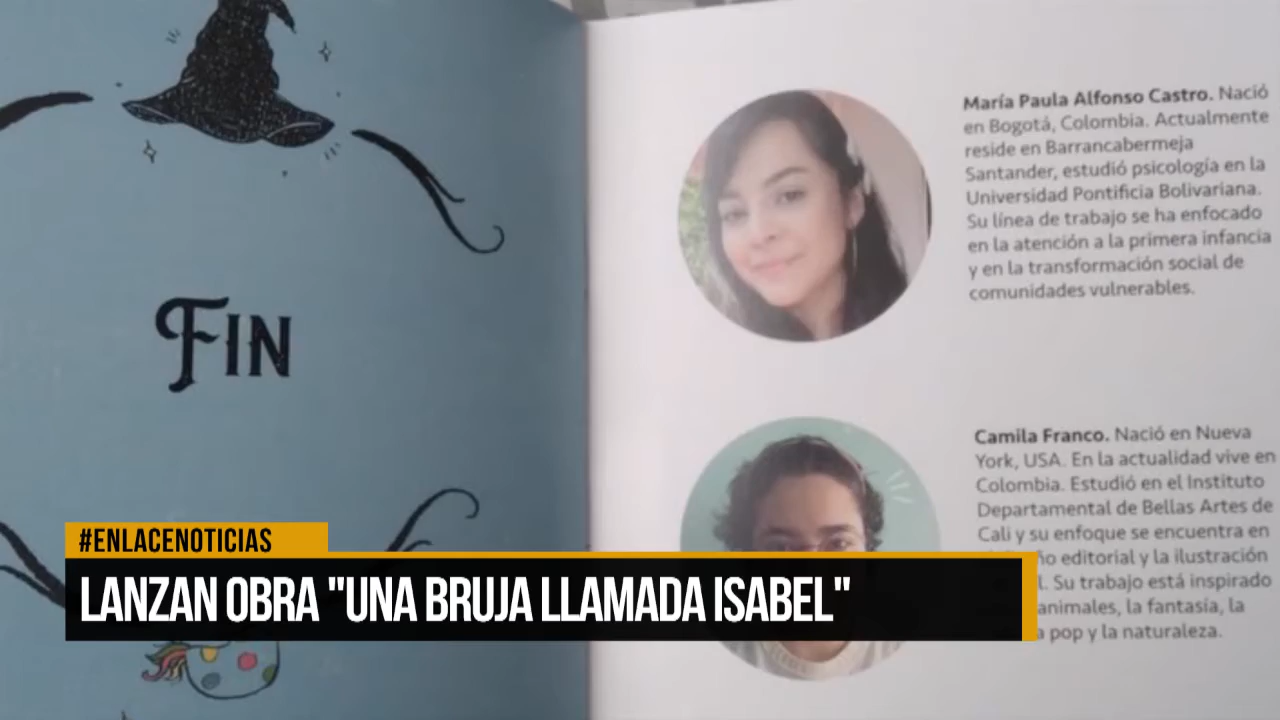 FIN
María Paula Alfonso Castro. Nació
en Bogotá, Colombia. Actualmente
reside en Barrancabermeja
Santander, estudió psicología en la
Universidad Pontificia Bolivariana.
Su línea de trabajo se ha enfocado
en la atención a la primera infancia
y en la transformación social de
comunidades vulnerables.
Camila Franco. Nació en Nueva
York, USA. En la actualidad vive en
Colombia. Estudió en el Instituto
Departamental de Bellas Artes de
Cali y su enfoque se encuentra en
editorial y la ilustración
Su trabajo está inspirado
animales, la fantasía, la
pop y la naturaleza.
#ENLACENOTICIAS
LANZAN OBRA "UNA BRUJA LLAMADA ISABEL"